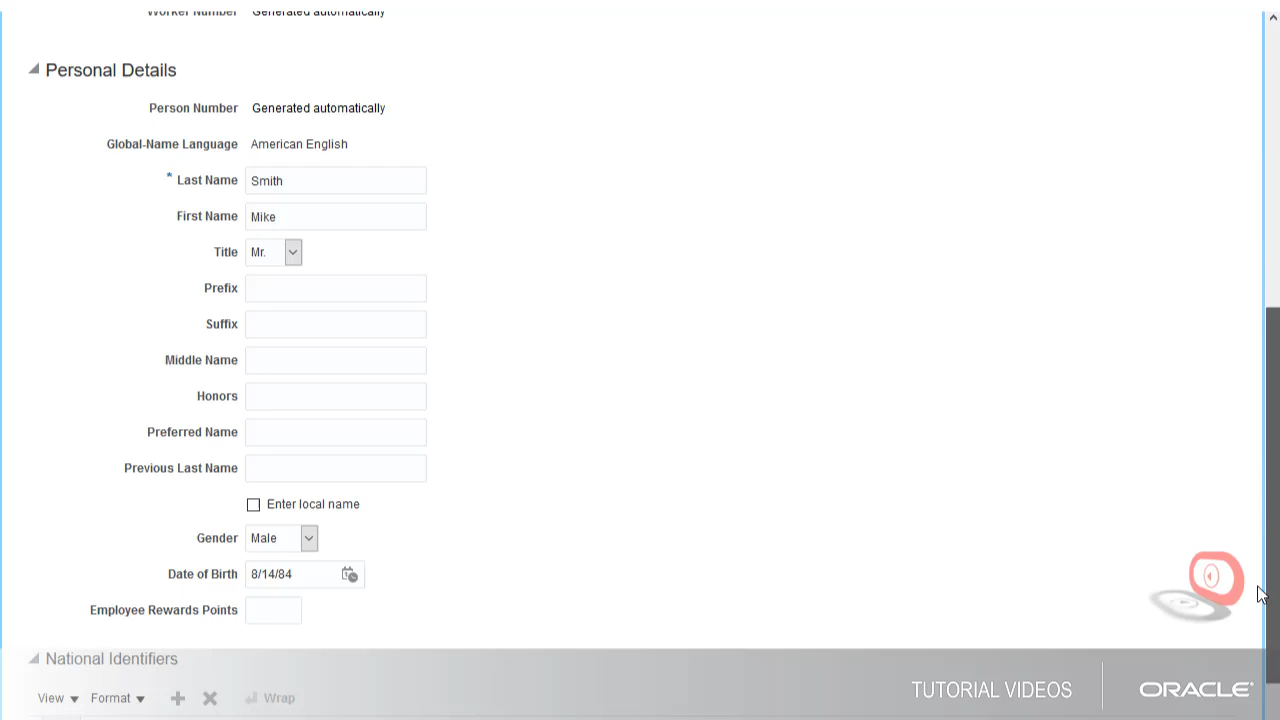 Worker Number Generated automatically
Personal Details
Person Number Generated automatically
Global-Name Language American English
* Last Name Smith
First Name Mike
Title Mr.
Prefix
Suffix
Middle Name
Honors
Preferred Name
Previous Last Name
Enter local name
Gender Male
Date of Birth 8/14/84
Employee Rewards Points
National Identifiers
View Format Wrap
TUTORIAL VIDEOS ORACLE